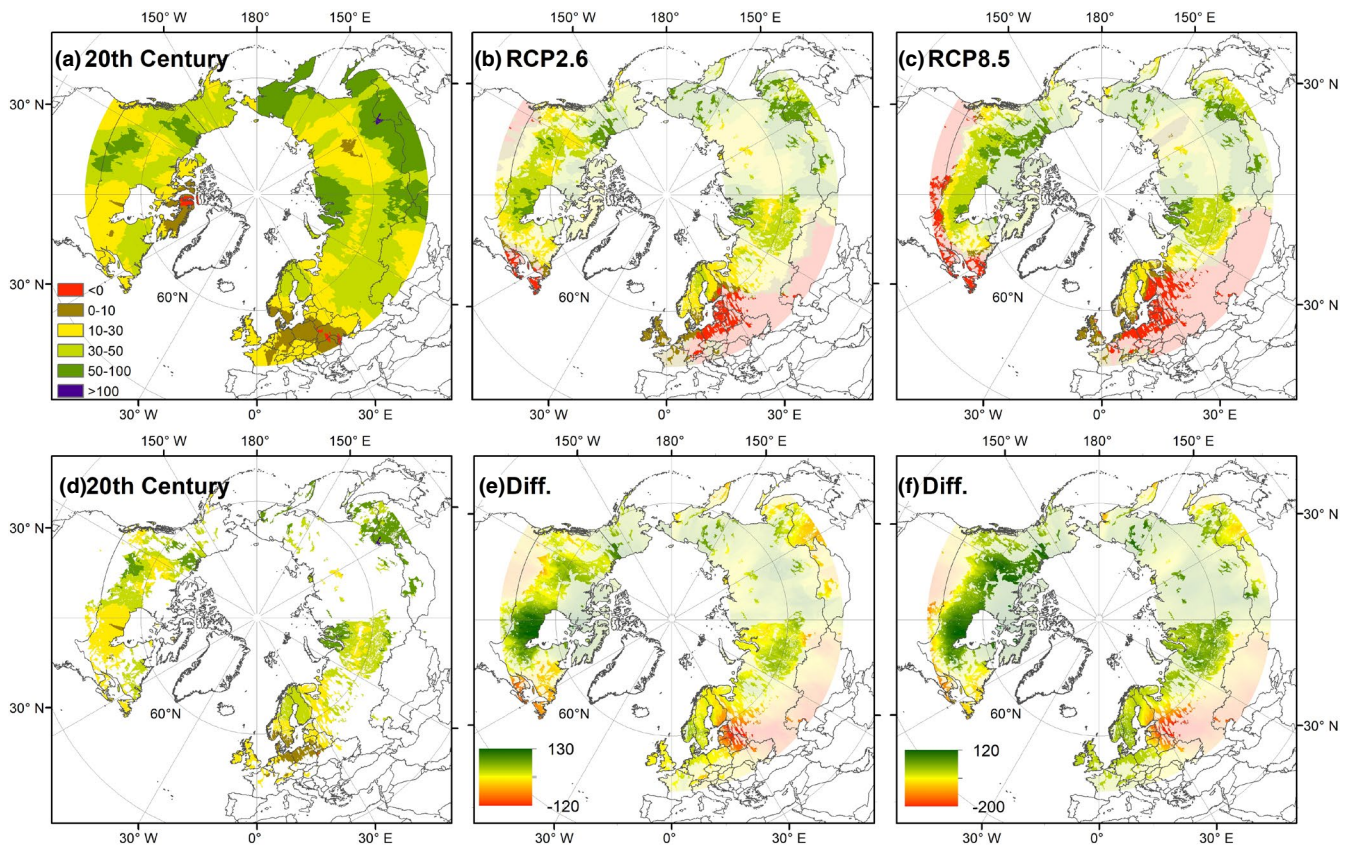 150° W 180° 150° E 150° W 180° 150° E 150° W 180° 150° E
(a) 20th Century (b) RCP2.6 (c) RCP8.5
30° N 30° N
30° N 60°N 60°N 60°N 30° N
<0
0-10
10-30
30-50
50-100
>100
30° W 0° 30° E 30° W 0° 30° E 30° W 0° 30° E
150° W 180° 150° E 150° W 180° 150° E 150° W 180° 150° E
(d)20th Century (e)Diff. (f) Diff.
30° N 30° N
30° N 60°N 60°N 60°N 30° N
130 120
-120 -200
30° W 0° 30° E 30° W 0° 30° E 30° W 0° 30° E